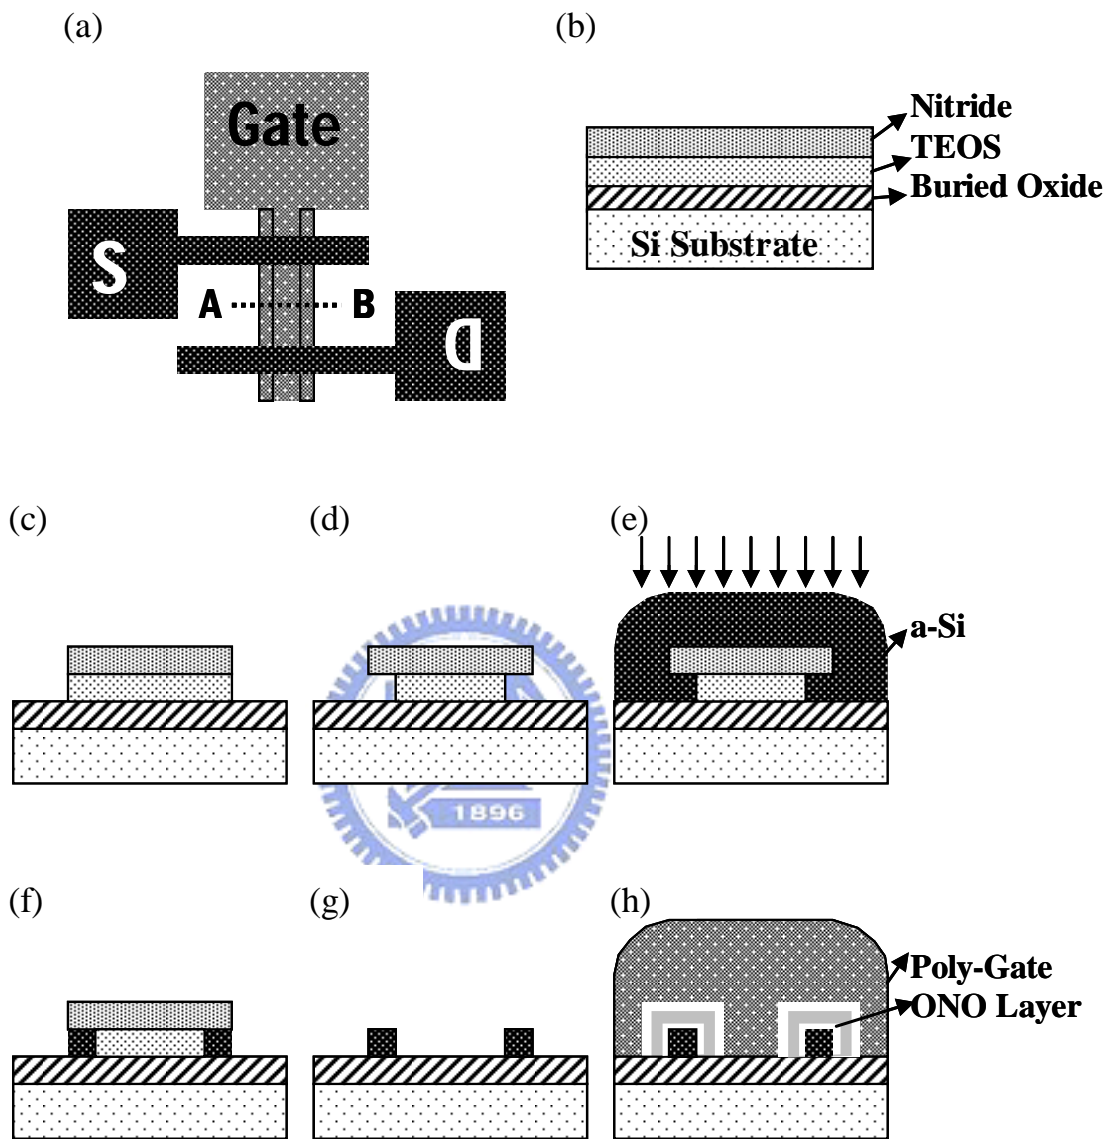 (a)
(b)
Gate
S
A
B
D
Nitride
TEOS
Buried Oxide
Si Substrate
(c)
(d)
(e)
a-Si
1896
(f)
(g)
(h)
Poly-Gate
ONO Layer